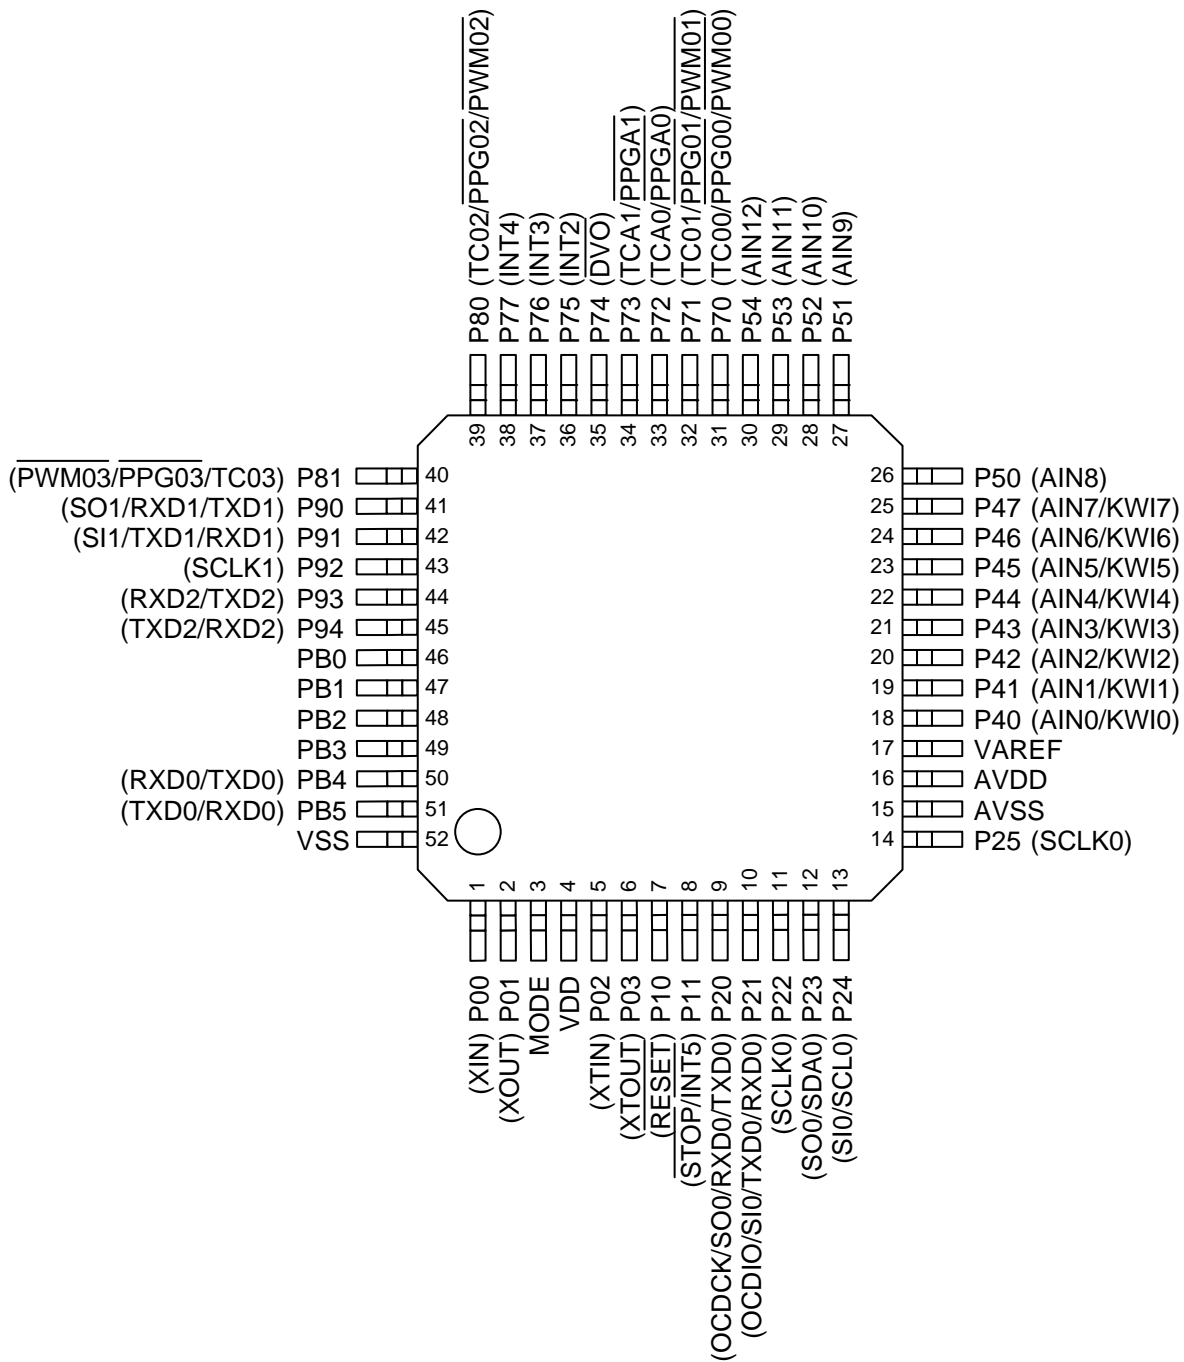 P80 (TC02/PPG02/PWM02)
P77 (INT4)
P76 (INT3)
P75 (INT2)
P74 (DVO)
P73 (TCA1/PPGA1)
P72 (TCA0/PPGA0)
P71 (TC01/PPG01/PWM01)
P70 (TC00/PPG00/PWM00)
P54 (AIN12)
P53 (AIN11)
P52 (AIN10)
P51 (AIN9)
39
38
37
36
35
34
33
32
31
30
29
28
27
(PWM03/PPG03/TC03) P81 40
(SO1/RXD1/TXD1) P90 41
(SI1/TXD1/RXD1) P91 42
(SCLK1) P92 43
(RXD2/TXD2) P93 44
(TXD2/RXD2) P94 45
PB0 46
PB1 47
PB2 48
PB3 49
(RXD0/TXD0) PB4 50
(TXD0/RXD0) PB5 51
VSS 52
26 P50 (AIN8)
25 P47 (AIN7/KWI7)
24 P46 (AIN6/KWI6)
23 P45 (AIN5/KWI5)
22 P44 (AIN4/KWI4)
21 P43 (AIN3/KWI3)
20 P42 (AIN2/KWI2)
19 P41 (AIN1/KWI1)
18 P40 (AIN0/KWI0)
17 VAREF
16 AVDD
15 AVSS
14 P25 (SCLK0)
1
2
3
4
5
6
7
8
9
10
11
12
13
(XIN) P00
(XOUT) P01
MODE
VDD
(XTIN) P02
(XTOUT) P03
(RESET) P10
(STOP/INT5) P11
(OCDCK/SO0/RXD0/TXD0) P20
(OCDIO/SI0/TXD0/RXD0) P21
(SCLK0) P22
(SO0/SDA0) P23
(SI0/SCL0) P24